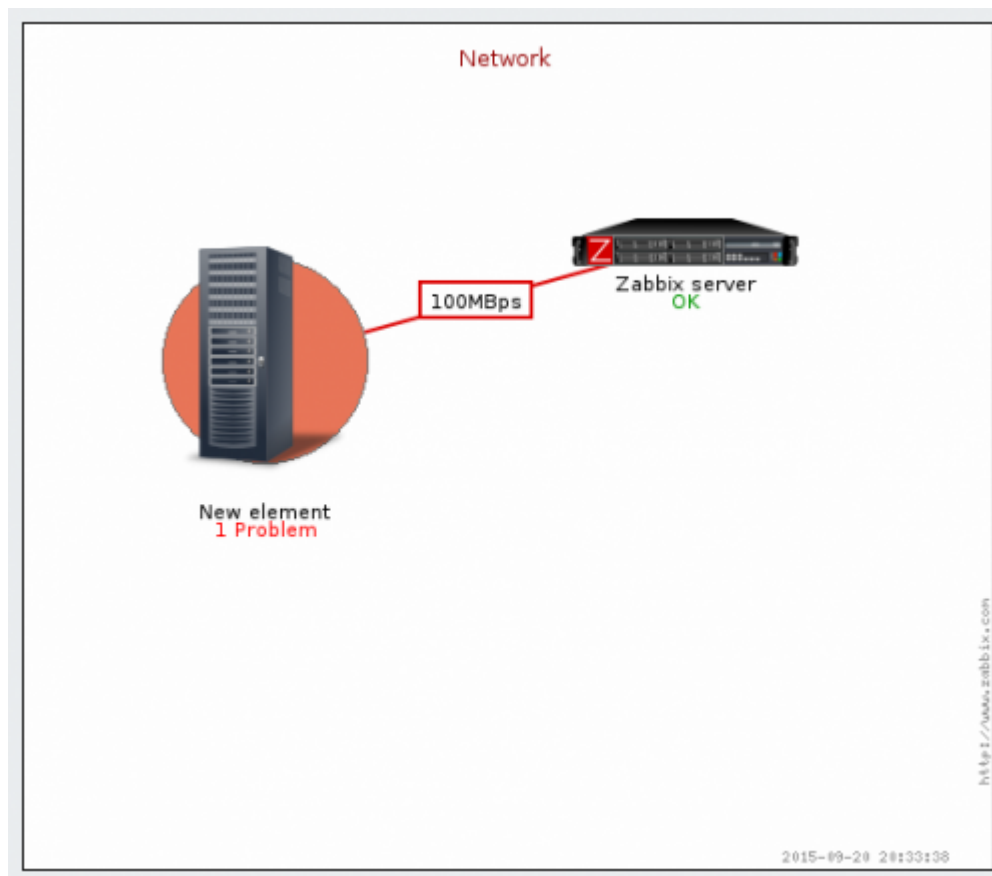 Network
Z
Zabbix server
OK
100MBps
New element
1 Problem
http://www.zabbix.com
2015-09-20 20:33:38